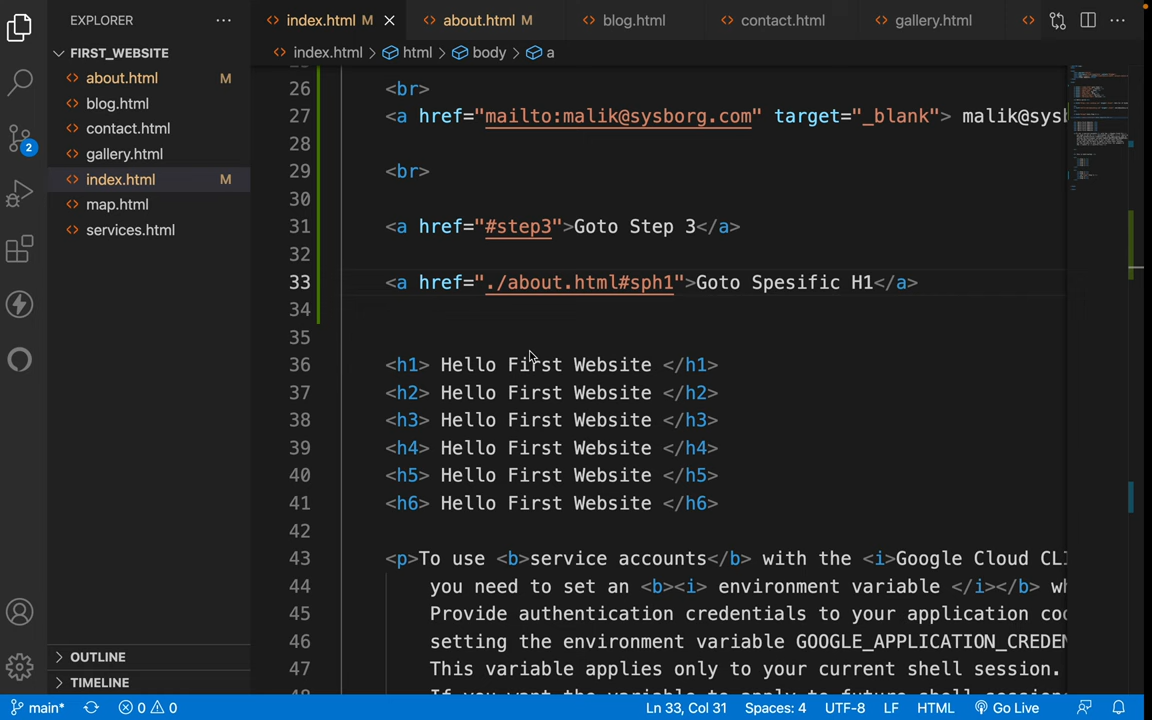 EXPLORER
index.html M
about.html M
blog.html
contact.html
gallery.html
FIRST_WEBSITE
index.html > html > body > a
about.html M
blog.html
contact.html
gallery.html
index.html M
map.html
services.html
2
26 <br>
27 <a href="mailto:malik@sysborg.com" target="_blank"> malik@sysb
28
29 <br>
30
31 <a href="#step3">Goto Step 3</a>
32
33 <a href="./about.html#sph1">Goto Spesific H1</a>
34
35
36 <h1> Hello First Website </h1>
37 <h2> Hello First Website </h2>
38 <h3> Hello First Website </h3>
39 <h4> Hello First Website </h4>
40 <h5> Hello First Website </h5>
41 <h6> Hello First Website </h6>
42
43 <p>To use <b>service accounts</b> with the <i>Google Cloud CLI
44 you need to set an <b><i> environment variable </i></b> wh
45 Provide authentication credentials to your application cod
46 setting the environment variable GOOGLE_APPLICATION_CREDEN
47 This variable applies only to your current shell session.
OUTLINE
TIMELINE
main* 0 0 Ln 33, Col 31 Spaces: 4 UTF-8 LF HTML Go Live